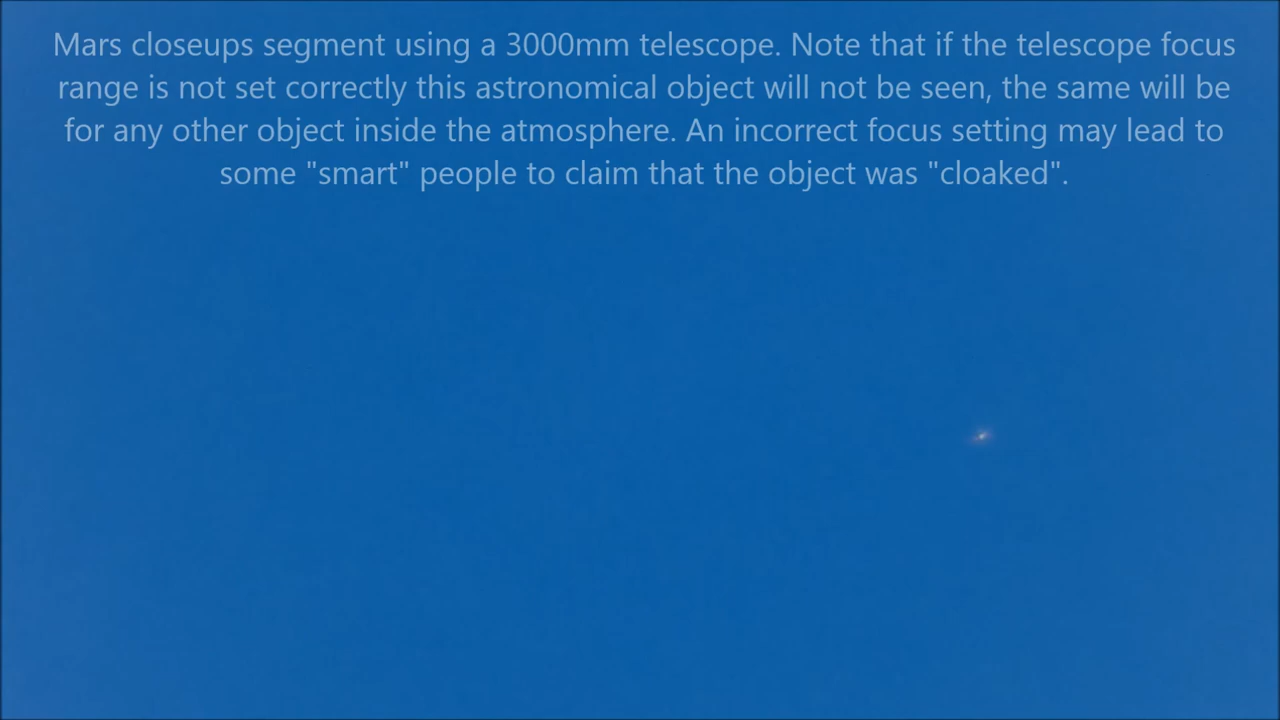 Mars closeups segment using a 3000mm telescope. Note that if the telescope focus
range is not set correctly this astronomical object will not be seen, the same will be
for any other object inside the atmosphere. An incorrect focus setting may lead to
some "smart" people to claim that the object was "cloaked".